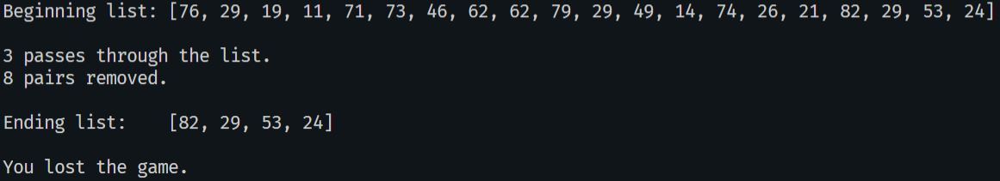 Beginning list: [76, 29, 19, 11, 71, 73, 46, 62, 62, 79, 29, 49, 14, 74, 26, 21, 82, 29, 53, 24]
3 passes through the list.
8 pairs removed.
Ending list:    [82, 29, 53, 24]
You lost the game.